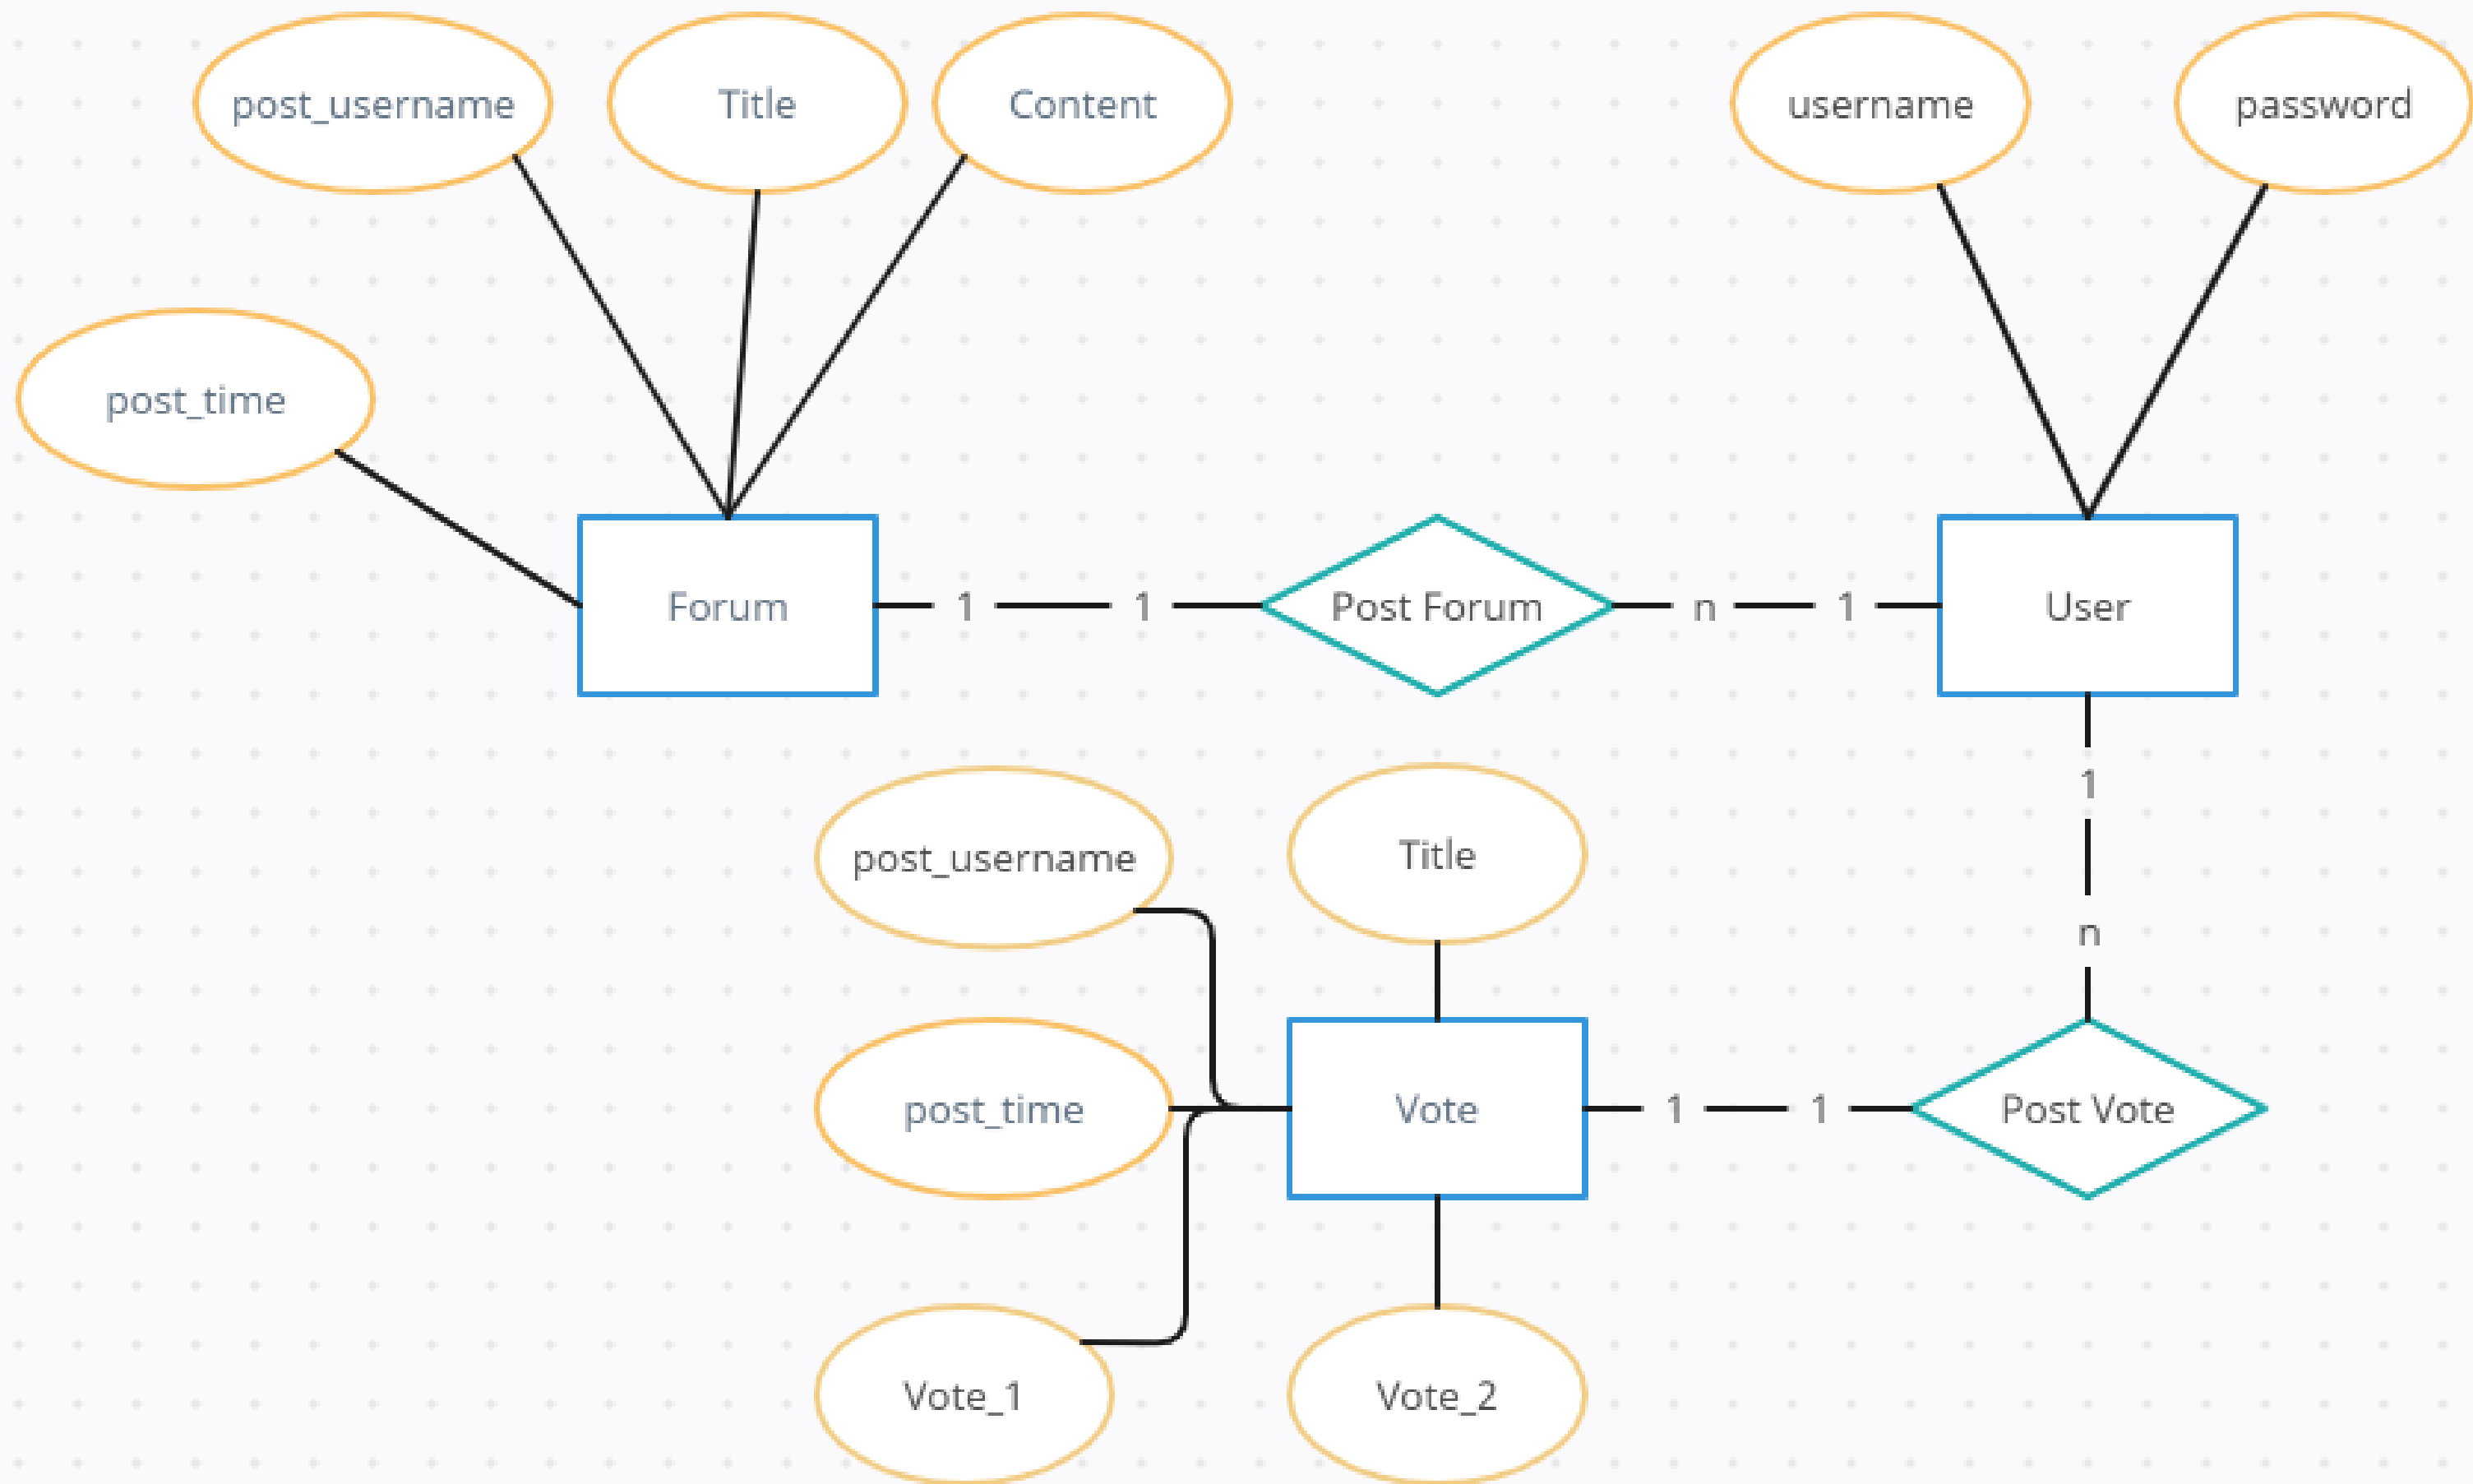 post_username
Title
Content
username
password
post_time
Forum
1
1
Post Forum
n
1
User
1
post_username
Title
n
post_time
Vote
1
1
Post Vote
Vote_1
Vote_2